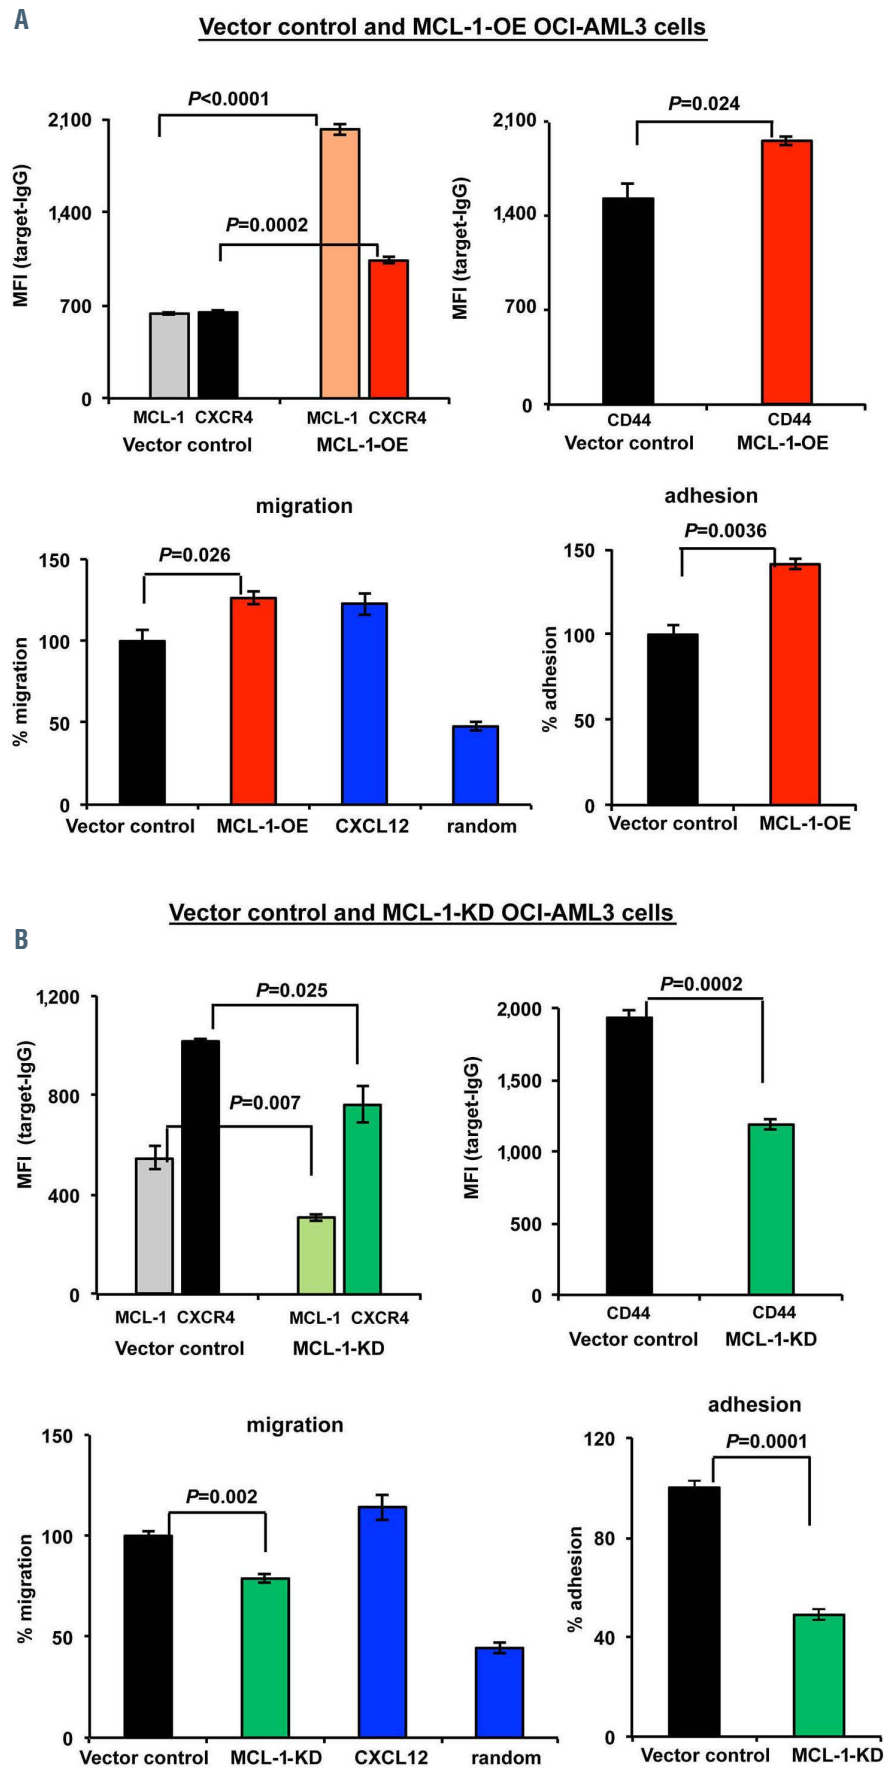 A
Vector control and MCL-1-OE OCI-AML3 cells
P<0.0001
2,100
1,400
P=0.0002
700
0
MFI (target-IgG)
MCL-1 CXCR4 MCL-1 CXCR4
Vector control MCL-1-OE
P=0.024
2,100
1,400
700
0
MFI (target-IgG)
CD44 CD44
Vector control MCL-1-OE
migration
P=0.026
150
100
50
0
% migration
Vector control MCL-1-OE CXCL12 random
adhesion
P=0.0036
150
100
50
0
% adhesion
Vector control MCL-1-OE
Vector control and MCL-1-KD OCI-AML3 cells
B
P=0.025
1,200
800
P=0.007
400
0
MFI (target-IgG)
MCL-1 CXCR4 MCL-1 CXCR4
Vector control MCL-1-KD
P=0.0002
2,000
1,500
1,000
500
0
MFI (target-IgG)
CD44 CD44
Vector control MCL-1-KD
migration
150
P=0.002
100
50
0
% migration
Vector control MCL-1-KD CXCL12 random
adhesion
120
P=0.0001
80
40
0
% adhesion
Vector control MCL-1-KD